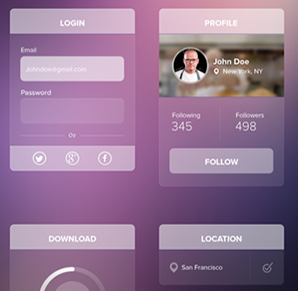 LOGIN
Email
Johndoe@gmail.com
Password
Or
PROFILE
John Doe
New York, NY
Following
Followers
345
498
FOLLOW
DOWNLOAD
LOCATION
San Francisco